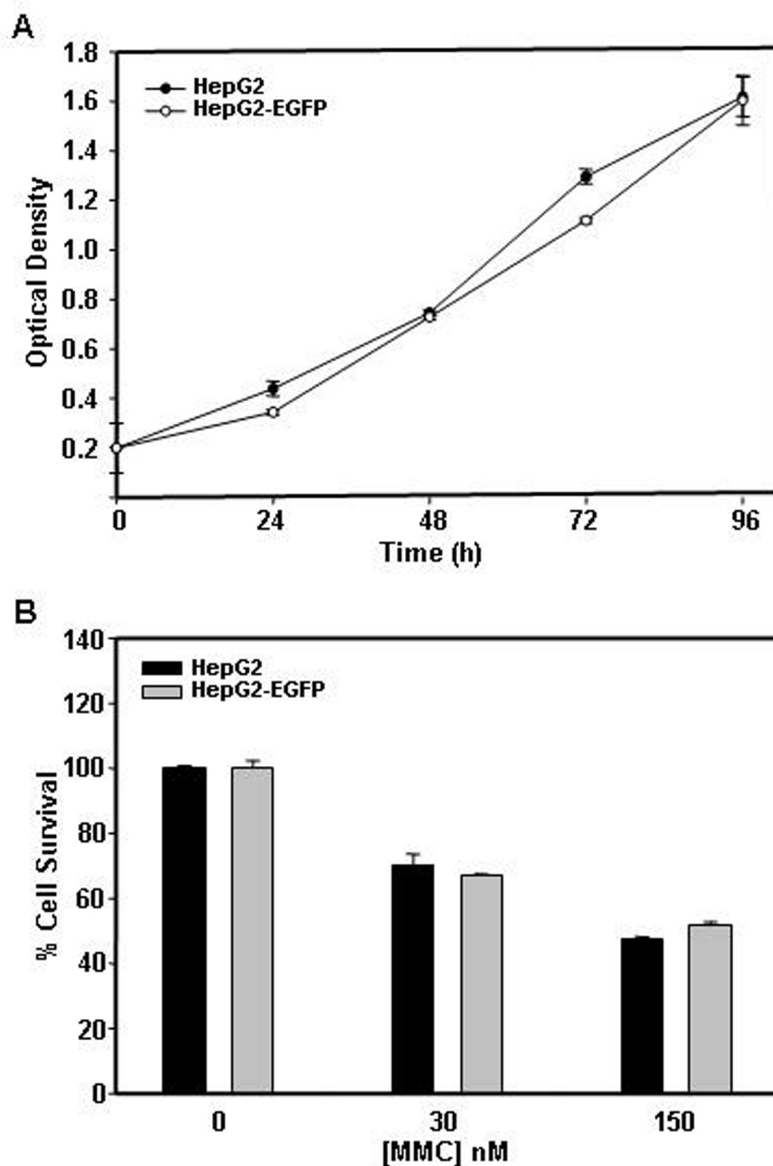 A
1.8
1.6
1.4
1.2
1.0
0.8
0.6
0.4
0.2
Optical Density
HepG2
HepG2-EGFP
0 24 48 72 96
Time (h)
B
140
120
100
80
60
40
20
0
% Cell Survival
HepG2
HepG2-EGFP
0 30 150
[MMC] nM